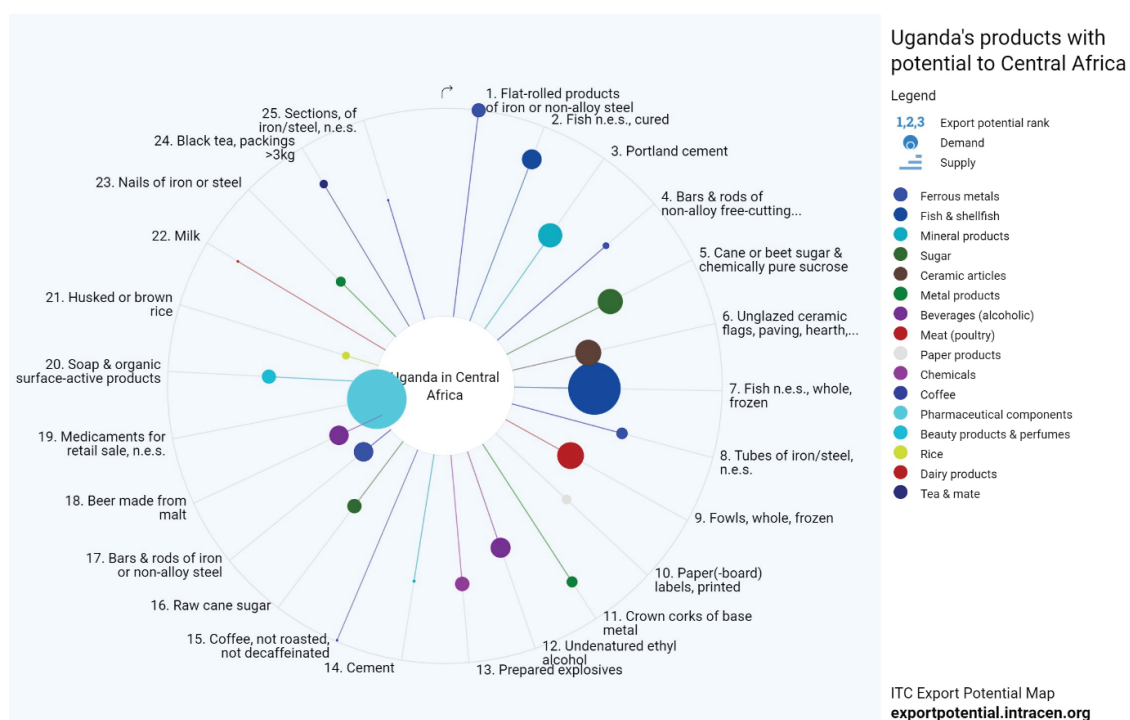 Uganda's products with
potential to Central Africa
Legend
1,2,3 Export potential rank
Demand
Supply
Ferrous metals
Fish & shellfish
Mineral products
Sugar
Ceramic articles
Metal products
Beverages (alcoholic)
Meat (poultry)
Paper products
Chemicals
Coffee
Pharmaceutical components
Beauty products & perfumes
Rice
Dairy products
Tea & mate
1. Flat-rolled products
of iron or non-alloy steel
2. Fish n.e.s., cured
3. Portland cement
4. Bars & rods of
non-alloy free-cutting...
5. Cane or beet sugar &
chemically pure sucrose
6. Unglazed ceramic
flags, paving, hearth,...
7. Fish n.e.s., whole,
frozen
8. Tubes of iron/steel,
n.e.s.
9. Fowls, whole, frozen
10. Paper(-board)
labels, printed
11. Crown corks of base
metal
12. Undenatured ethyl
alcohol
13. Prepared explosives
14. Cement
15. Coffee, not roasted,
not decaffeinated
16. Raw cane sugar
17. Bars & rods of iron
or non-alloy steel
18. Beer made from
malt
19. Medicaments for
retail sale, n.e.s.
20. Soap & organic
surface-active products
21. Husked or brown
rice
22. Milk
23. Nails of iron or steel
24. Black tea, packings
>3kg
25. Sections, of
iron/steel, n.e.s.
Uganda in Central
Africa
ITC Export Potential Map
exportpotential.intracen.org